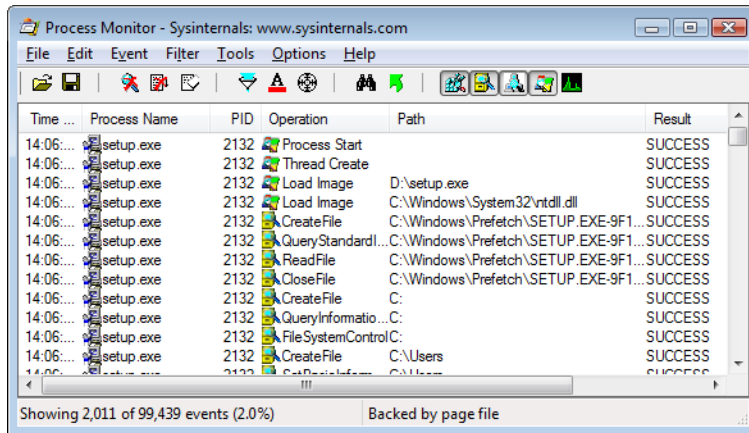 Process Monitor - Sysinternals: www.sysinternals.com
File Edit Event Filter Tools Options Help
Time ... Process Name PID Operation Path Result
14:06:... setup.exe 2132 Process Start SUCCESS
14:06:... setup.exe 2132 Thread Create SUCCESS
14:06:... setup.exe 2132 Load Image D:\setup.exe SUCCESS
14:06:... setup.exe 2132 Load Image C:\Windows\System32\ntdll.dll SUCCESS
14:06:... setup.exe 2132 CreateFile C:\Windows\Prefetch\SETUP.EXE-9F1... SUCCESS
14:06:... setup.exe 2132 QueryStandardI... C:\Windows\Prefetch\SETUP.EXE-9F1... SUCCESS
14:06:... setup.exe 2132 ReadFile C:\Windows\Prefetch\SETUP.EXE-9F1... SUCCESS
14:06:... setup.exe 2132 CloseFile C:\Windows\Prefetch\SETUP.EXE-9F1... SUCCESS
14:06:... setup.exe 2132 CreateFile C: SUCCESS
14:06:... setup.exe 2132 QueryInformatio... C: SUCCESS
14:06:... setup.exe 2132 FileSystemControl C: SUCCESS
14:06:... setup.exe 2132 CreateFile C:\Users SUCCESS
Showing 2,011 of 99,439 events (2.0%) Backed by page file